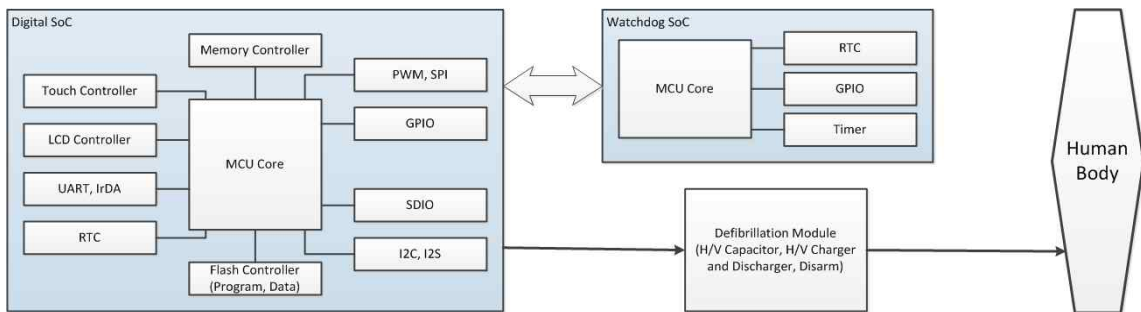 Digital SoC
Memory Controller
Touch Controller
LCD Controller
UART, IrDA
RTC
MCU Core
PWM, SPI
GPIO
SDIO
I2C, I2S
Flash Controller
(Program, Data)
Watchdog SoC
MCU Core
RTC
GPIO
Timer
Defibrillation Module
(H/V Capacitor, H/V Charger
and Discharger, Disarm)
Human
Body